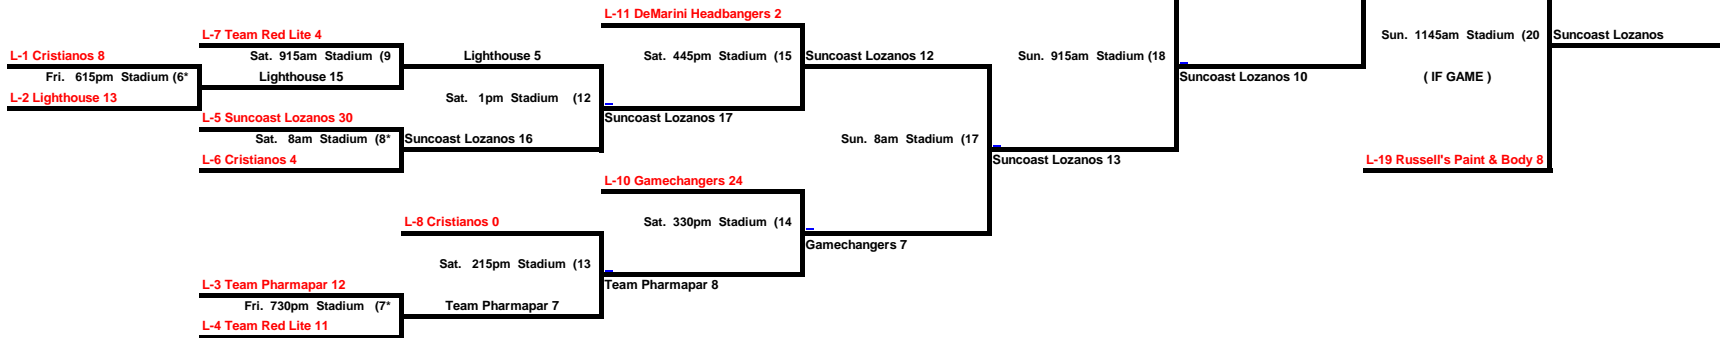 L-11 DeMarini Headbangers 2
L-7 Team Red Lite 4
Sun. 1145am Stadium (20
Suncoast Lozanos
L-1 Cristianos 8
Sat. 915am Stadium (9
Lighthouse 5
Sat. 445pm Stadium (15
Suncoast Lozanos 12
Sun. 915am Stadium (18
Fri. 615pm Stadium (6*
Lighthouse 15
Suncoast Lozanos 10
( IF GAME )
L-2 Lighthouse 13
Sat. 1pm Stadium (12
L-5 Suncoast Lozanos 30
Suncoast Lozanos 17
Sat. 8am Stadium (8*
Suncoast Lozanos 16
Sun. 8am Stadium (17
L-6 Cristianos 4
Suncoast Lozanos 13
L-19 Russell's Paint & Body 8
L-10 Gamechangers 24
L-8 Cristianos 0
Sat. 330pm Stadium (14
Gamechangers 7
Sat. 215pm Stadium (13
L-3 Team Pharmapar 12
Team Pharmapar 8
Fri. 730pm Stadium (7*
Team Pharmapar 7
L-4 Team Red Lite 11